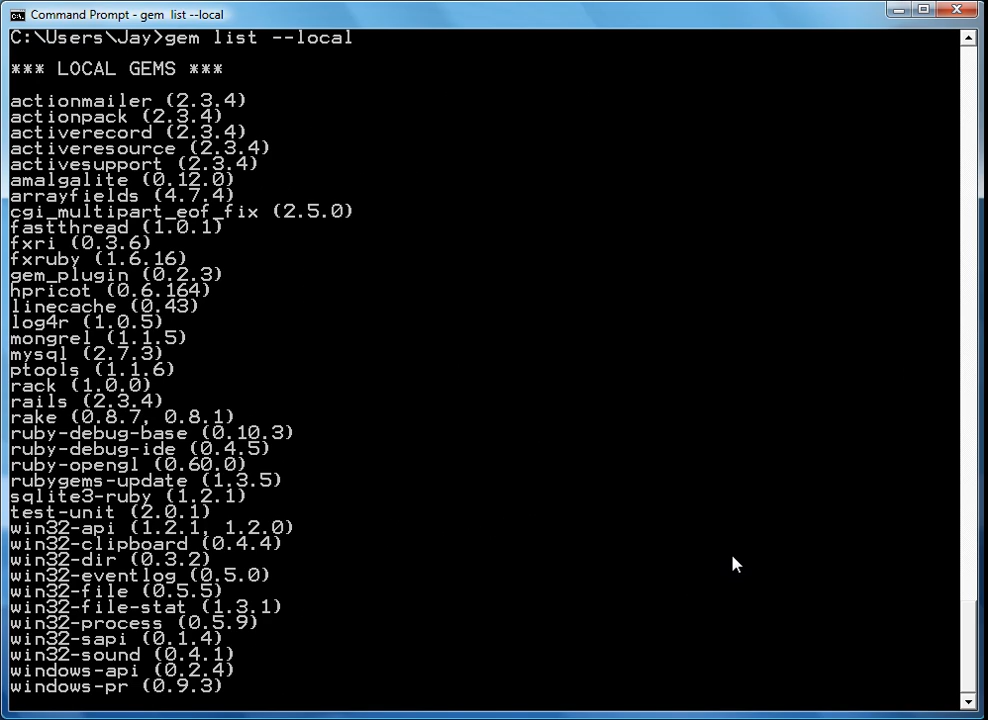 Command Prompt - gem  list --local
C:\Users\Jay>gem list --local
*** LOCAL GEMS ***
actionmailer (2.3.4)
actionpack (2.3.4)
activerecord (2.3.4)
activeresource (2.3.4)
activesupport (2.3.4)
amalgalite (0.12.0)
arrayfields (4.7.4)
cgi_multipart_eof_fix (2.5.0)
fastthread (1.0.1)
fxri (0.3.6)
fxruby (1.6.16)
gem_plugin (0.2.3)
hpricot (0.6.164)
linecache (0.43)
log4r (1.0.5)
mongrel (1.1.5)
mysql (2.7.3)
ptools (1.1.6)
rack (1.0.0)
rails (2.3.4)
rake (0.8.7, 0.8.1)
ruby-debug-base (0.10.3)
ruby-debug-ide (0.4.5)
ruby-opengl (0.60.0)
rubygems-update (1.3.5)
sqlite3-ruby (1.2.1)
test-unit (2.0.1)
win32-api (1.2.1, 1.2.0)
win32-clipboard (0.4.4)
win32-dir (0.3.2)
win32-eventlog (0.5.0)
win32-file (0.5.5)
win32-file-stat (1.3.1)
win32-process (0.5.9)
win32-sapi (0.1.4)
win32-sound (0.4.1)
windows-api (0.2.4)
windows-pr (0.9.3)